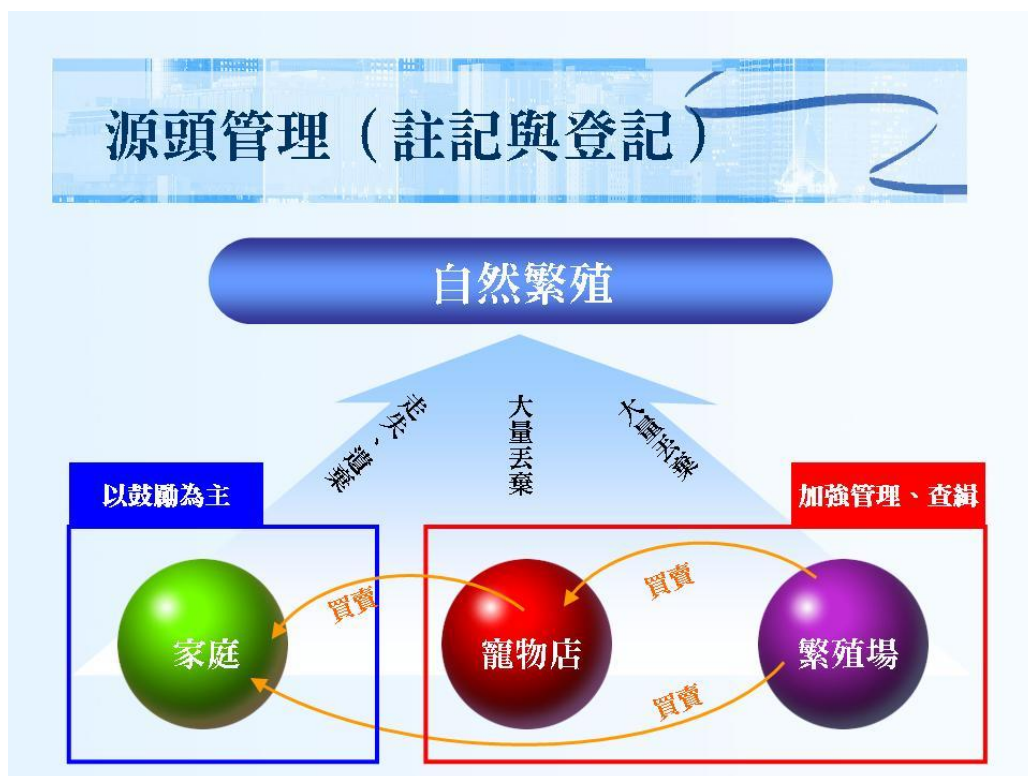 源頭管理(註記與登記)
自然繁殖
走失、遺棄
大量丟棄
大量丟棄
以鼓勵為主
加強管理、查緝
買賣
買賣
家庭
寵物店
繁殖場
買賣